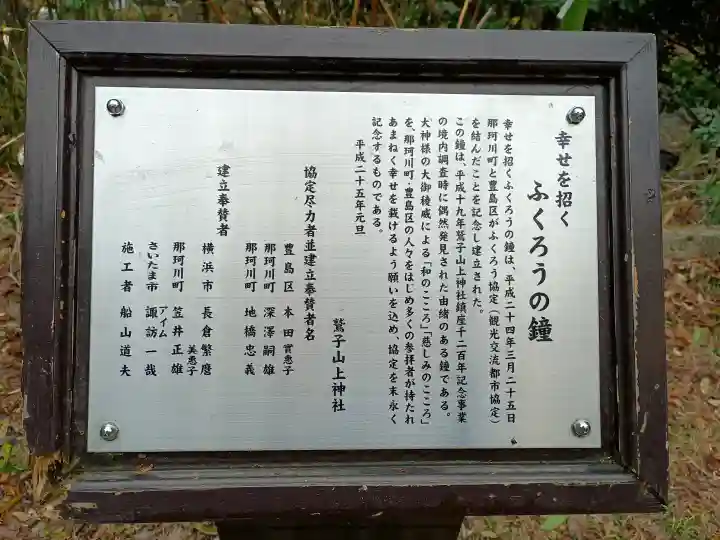 幸せを招く
ふくろうの鐘
幸せを招くふくろうの鐘は、平成二十四年三月二十五日
那珂川町と豊島区がふくろう協定（観光交流都市協定）
を結んだことを記念し建立された。
この鐘は、平成十九年鷲子山上神社鎮座千二百年記念事業
の境内調査時に偶然発見された由緒のある鐘である。
大神様の大御稜威による「和のこころ」「慈しみのこころ」
を、那珂川町・豊島区の人々をはじめ多くの参拝者が持たれ
あまねく幸せを戴けるよう願いを込め、協定を末永く
記念するものである。
平成二十五年元旦
鷲子山上神社
協定尽力者並建立奉賛者名
豊島区 本田實恵子
那珂川町 深澤嗣雄
那珂川町 地橋忠義
建立奉賛者
横浜市 長倉繁麿
美恵子
那珂川町 笠井正雄
アイム
さいたま市 諏訪一哉
施工者 船山道夫